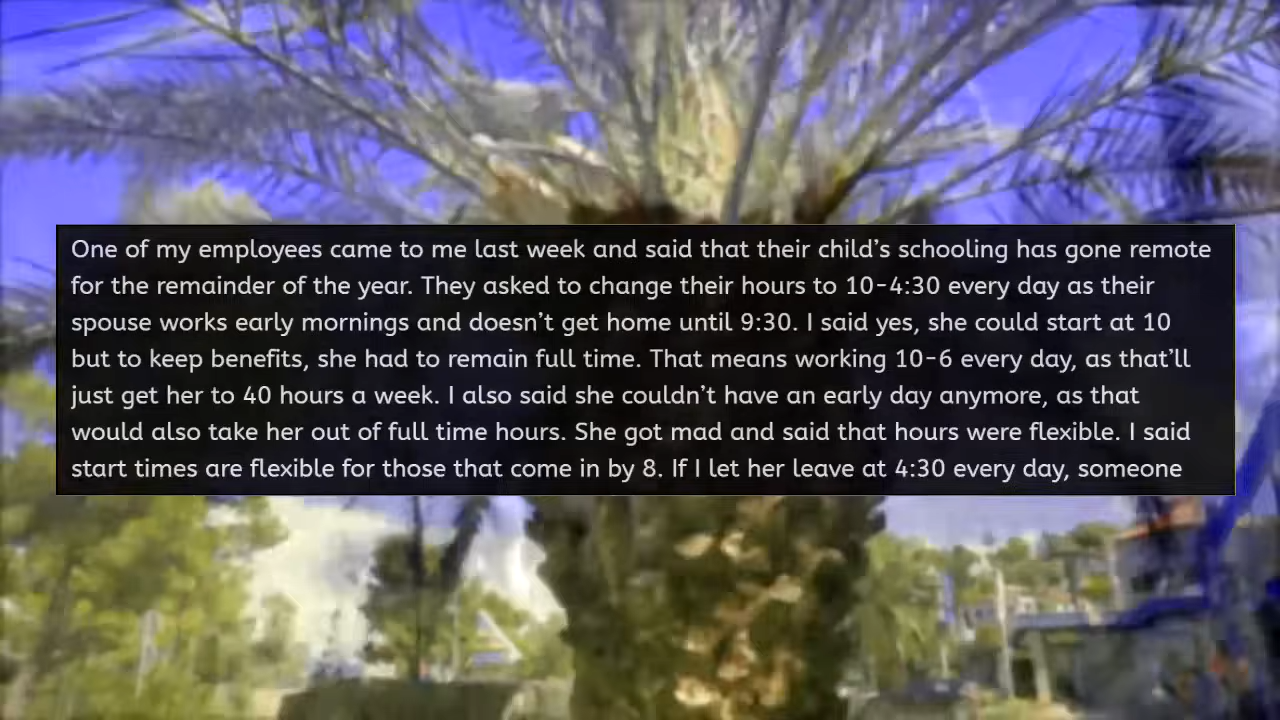 One of my employees came to me last week and said that their child’s schooling has gone remote
for the remainder of the year. They asked to change their hours to 10-4:30 every day as their
spouse works early mornings and doesn’t get home until 9:30. I said yes, she could start at 10
but to keep benefits, she had to remain full time. That means working 10-6 every day, as that’ll
just get her to 40 hours a week. I also said she couldn’t have an early day anymore, as that
would also take her out of full time hours. She got mad and said that hours were flexible. I said
start times are flexible for those that come in by 8. If I let her leave at 4:30 every day, someone